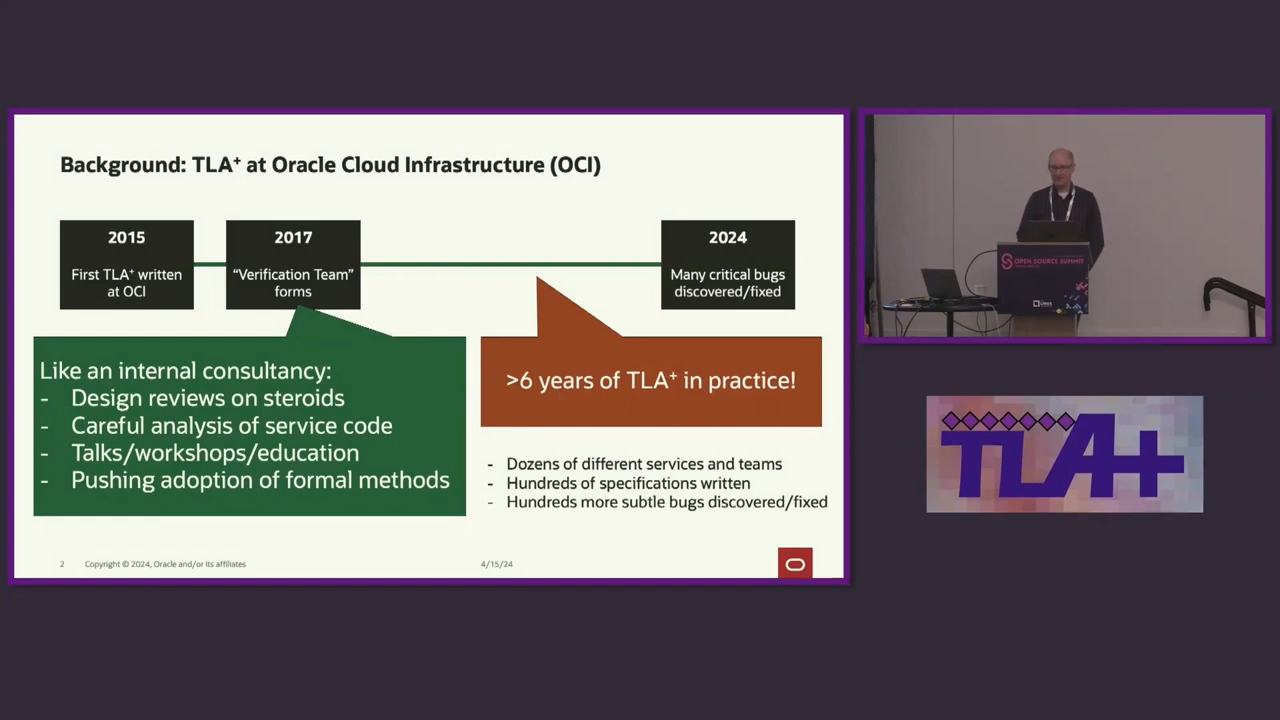 Background: TLA+ at Oracle Cloud Infrastructure (OCI)
2015
First TLA+ written
at OCI
2017
“Verification Team”
forms
2024
Many critical bugs
discovered/fixed
Like an internal consultancy:
- Design reviews on steroids
- Careful analysis of service code
- Talks/workshops/education
- Pushing adoption of formal methods
>6 years of TLA+ in practice!
- Dozens of different services and teams
- Hundreds of specifications written
- Hundreds more subtle bugs discovered/fixed
2 Copyright © 2024, Oracle and/or its affiliates 4/15/24
OPEN SOURCE SUMMIT
TLA+